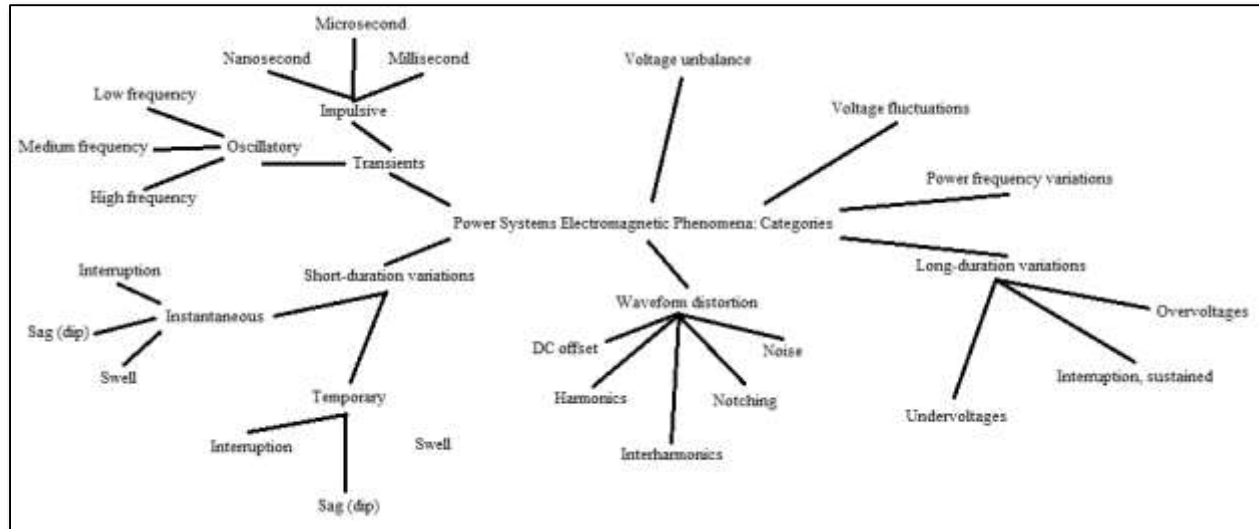 Microsecond
Nanosecond
Millisecond
Voltage unbalance
Low frequency
Impulsive
Voltage fluctuations
Medium frequency
Oscillatory
Transients
Power frequency variations
High frequency
Power Systems Electromagnetic Phenomena: Categories
Interruption
Short-duration variations
Long-duration variations
Waveform distortion
Instantaneous
Overvoltages
Sag (dip)
DC offset
Noise
Swell
Interruption, sustained
Temporary
Harmonics
Notching
Undervoltages
Interruption
Swell
Interharmonics
Sag (dip)